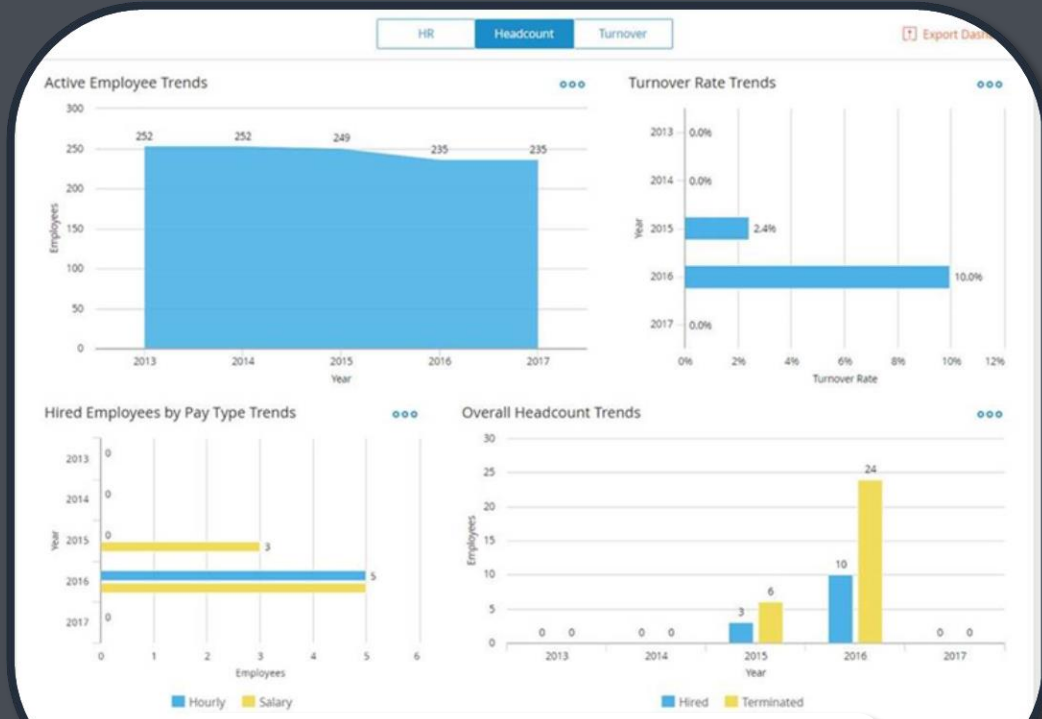 HR Headcount Turnover
Export Dash
Active Employee Trends
300
250
200
150
100
50
0
Employees
252 252 249 235 235
2013 2014 2015 2016 2017
Year
Turnover Rate Trends
Year
2013 0.0%
2014 0.0%
2015 2.4%
2016 10.0%
2017 0.0%
0% 2% 4% 6% 8% 10% 12%
Turnover Rate
Hired Employees by Pay Type Trends
Year
2013 0
2014 0
2015 0
3
2016 5
2017 0
0 1 2 3 4 5 6
Employees
Hourly Salary
Overall Headcount Trends
30
25
20
15
10
5
0
Employees
0 0 0 0 3 6 10 24 0 0
2013 2014 2015 2016 2017
Year
Hired Terminated